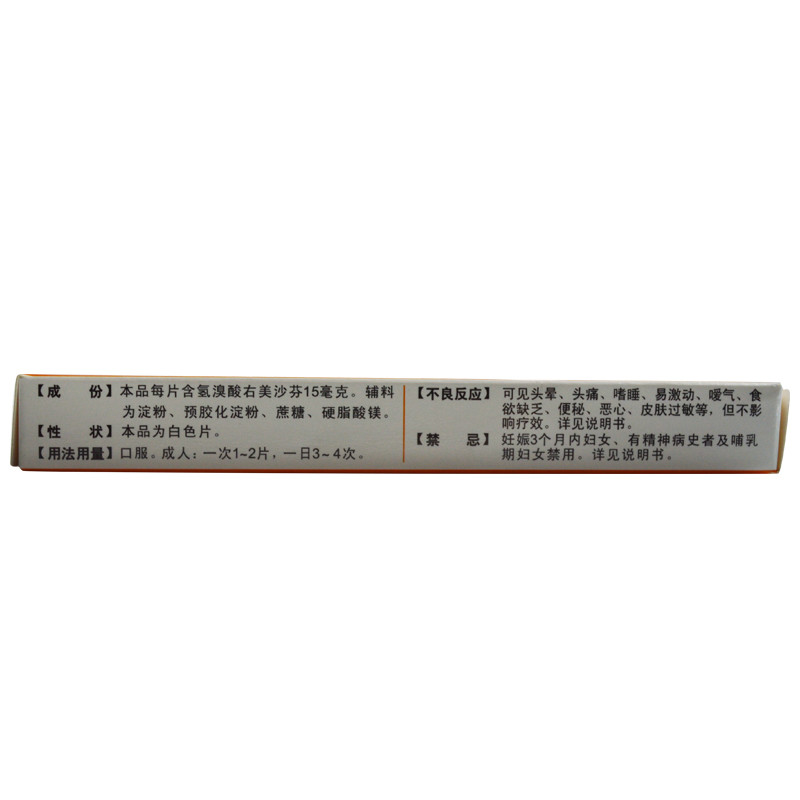 【成　　份】本品每片含氢溴酸右美沙芬15毫克。辅料
为淀粉、预胶化淀粉、蔗糖、硬脂酸镁。
【性　　状】本品为白色片。
【用法用量】口服。成人：一次1~2片，一日3~4次。
【不良反应】可见头晕、头痛、嗜睡、易激动、嗳气、食
欲缺乏、便秘、恶心、皮肤过敏等，但不影
响疗效。详见说明书。
【禁　　忌】妊娠3个月内妇女、有精神病史者及哺乳
期妇女禁用。详见说明书。